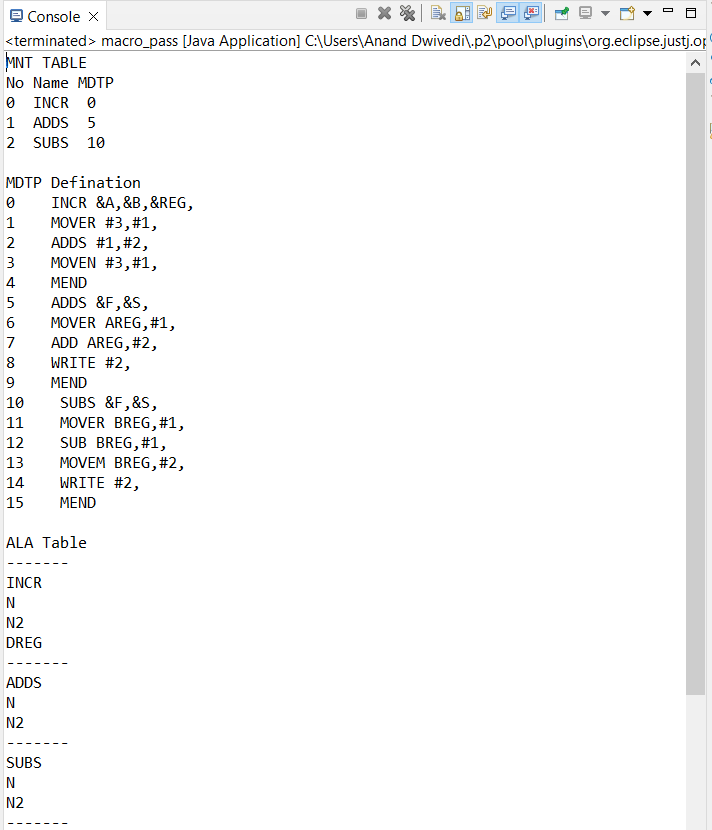 Console
<terminated> macro_pass [Java Application] C:\Users\Anand Dwivedi\.p2\pool\plugins\org.eclipse.justj.op
MNT TABLE
No Name MDTP
0  INCR  0
1  ADDS  5
2  SUBS  10

MDTP Defination
0    INCR &A,&B,&REG,
1    MOVER #3,#1,
2    ADDS #1,#2,
3    MOVEN #3,#1,
4    MEND
5    ADDS &F,&S,
6    MOVER AREG,#1,
7    ADD AREG,#2,
8    WRITE #2,
9    MEND
10    SUBS &F,&S,
11    MOVER BREG,#1,
12    SUB BREG,#1,
13    MOVEM BREG,#2,
14    WRITE #2,
15    MEND

ALA Table
-------
INCR
N
N2
DREG
-------
ADDS
N
N2
-------
SUBS
N
N2
-------